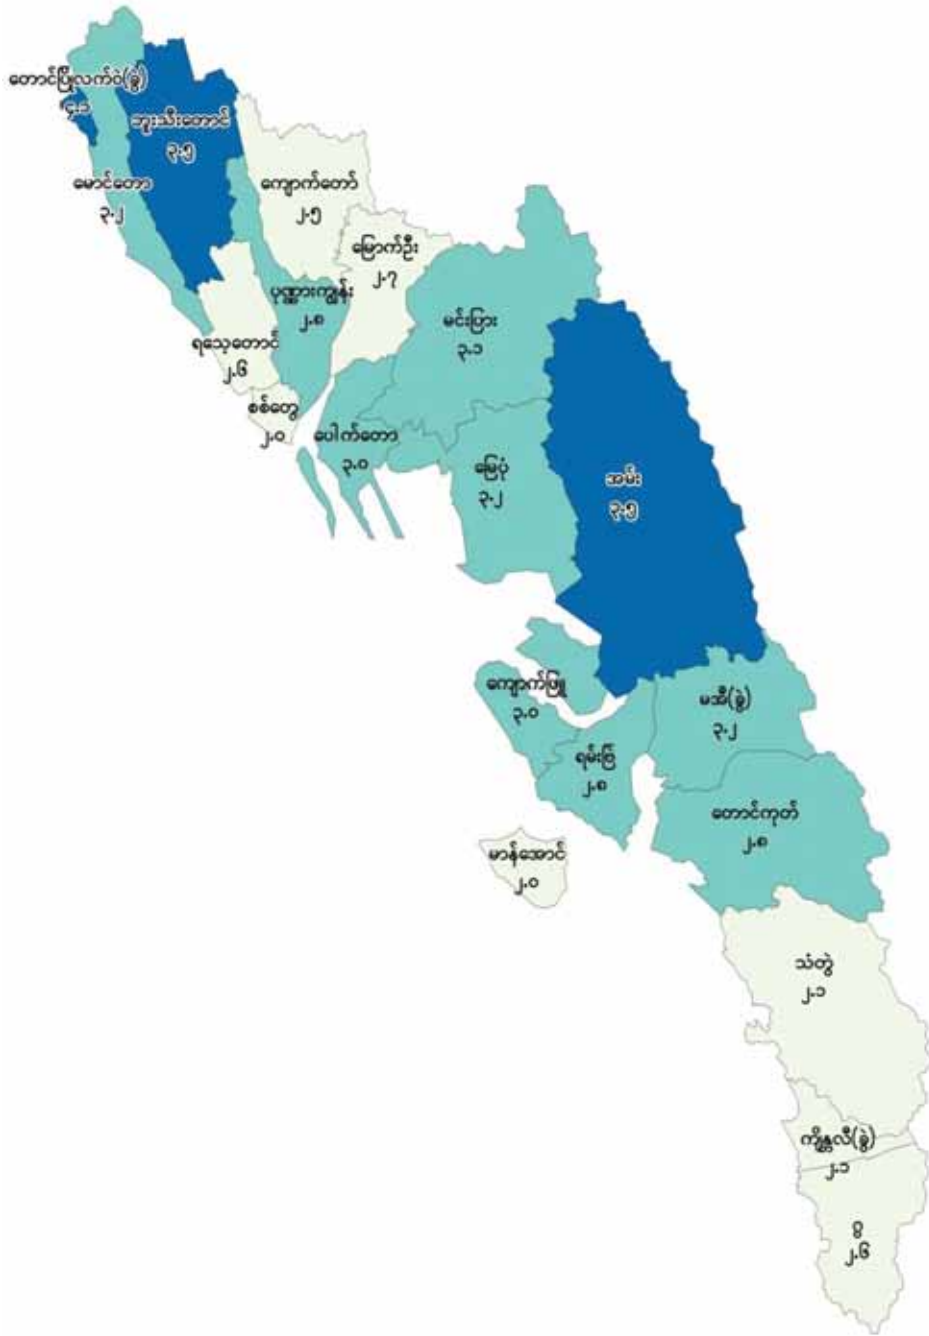 တောင်ပြိုလက်ဝဲ(ခွဲ)
၄.၁
ဘူးသီးတောင်
၃.၅
မောင်တော
၃.၂
ကျောက်တော်
၂.၅
မြောက်ဦး
၂.၇
ပုဏ္ဏားကျွန်း
၂.၈
မင်းပြား
၃.၁
ရသေ့တောင်
၂.၆
စစ်တွေ
၂.၀
ပေါက်တော
၃.၀
မြေပုံ
၃.၂
အမ်း
၃.၅
ကျောက်ဖြူ
၃.၀
မအီ(ခွဲ)
၃.၂
ရမ်းဗြဲ
၂.၈
တောင်ကုတ်
၂.၈
မာန်အောင်
၂.၀
သံတွဲ
၂.၁
ကျိန္တလီ(ခွဲ)
၂.၁
ဂွ
၂.၆